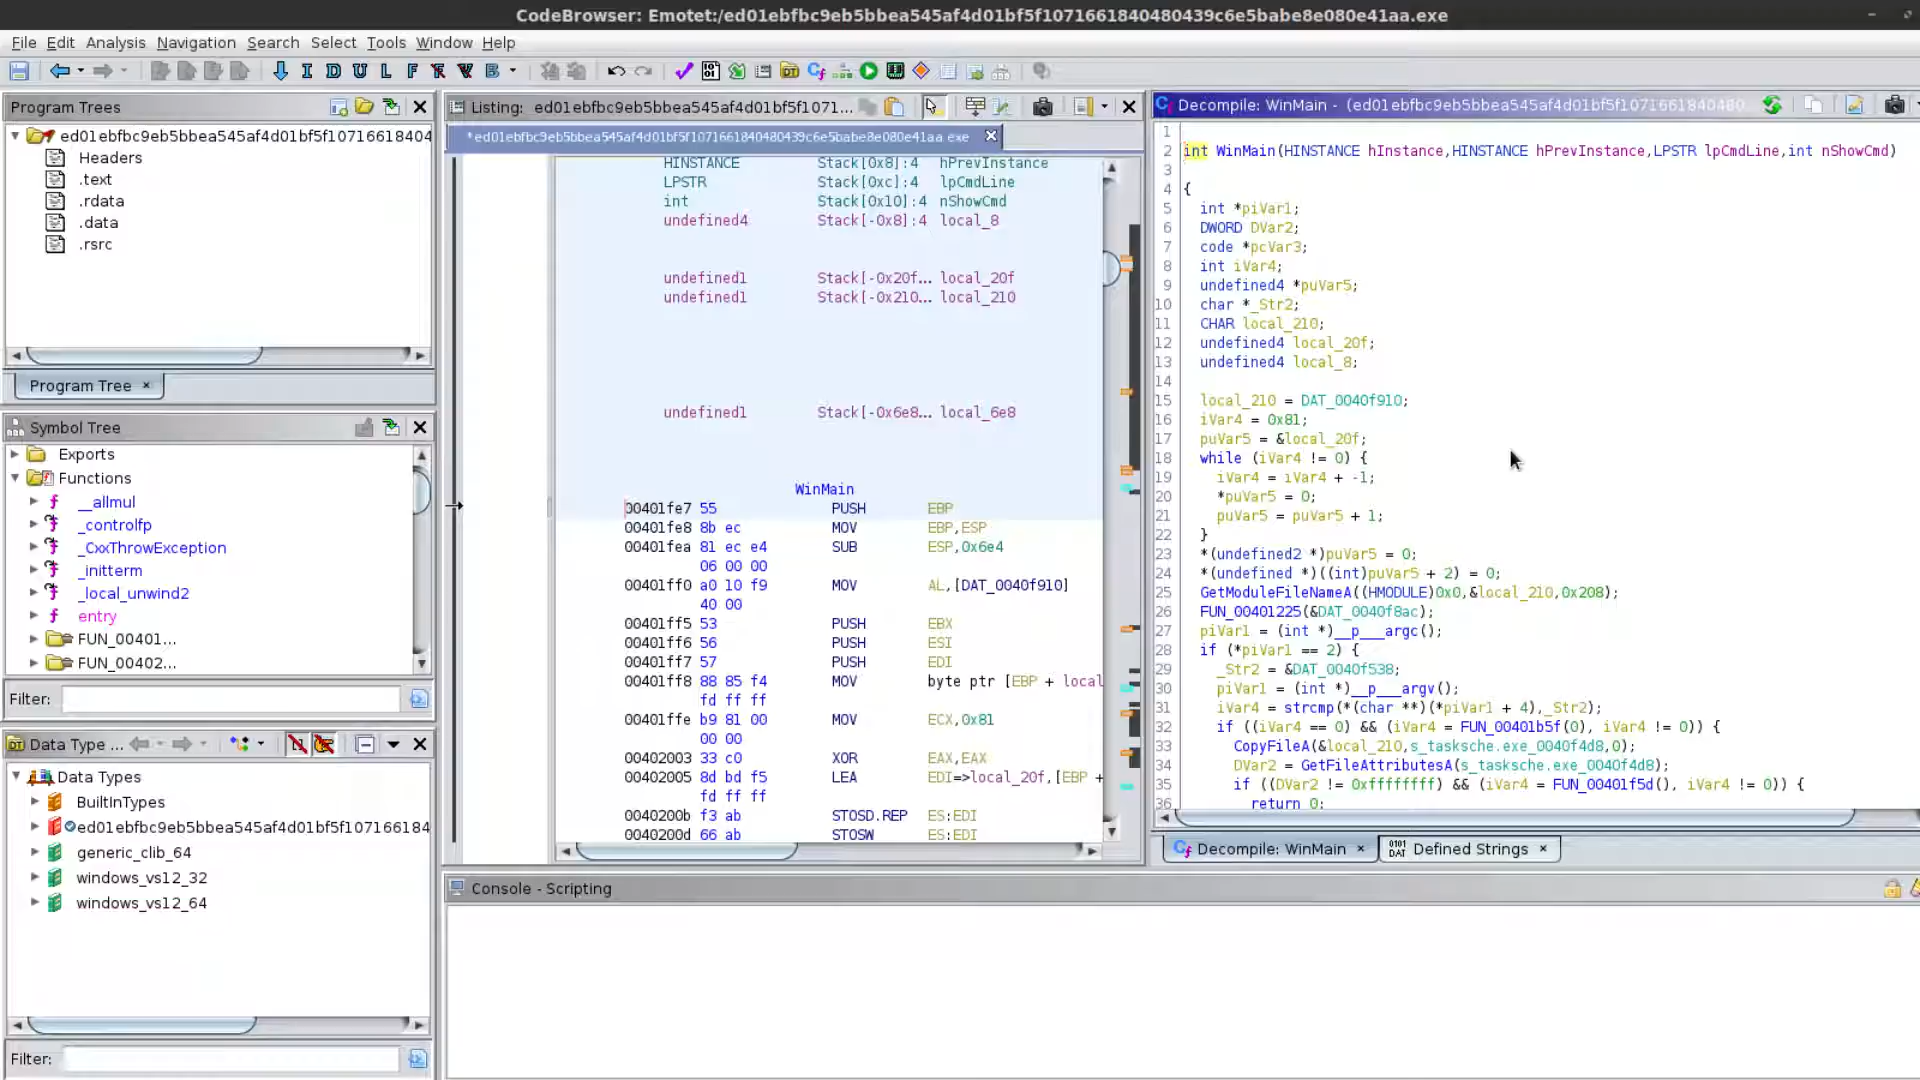 CodeBrowser: Emotet:/ed01ebfbc9eb5bbea545af4d01bf5f1071661840480439c6e5babe8e080e41aa.exe
File Edit Analysis Navigation Search Select Tools Window Help
Program Trees
ed01ebfbc9eb5bbea545af4d01bf5f10716618404
Headers
.text
.rdata
.data
.rsrc
Program Tree
Symbol Tree
Exports
Functions
__allmul
_controlfp
_CxxThrowException
_initterm
_local_unwind2
entry
FUN_00401...
FUN_00402...
Filter:
Data Type ...
Data Types
BuiltInTypes
ed01ebfbc9eb5bbea545af4d01bf5f107166184
generic_clib_64
windows_vs12_32
windows_vs12_64
Filter:
Listing: ed01ebfbc9eb5bbea545af4d01bf5f1071...
*ed01ebfbc9eb5bbea545af4d01bf5f1071661840480439c6e5babe8e080e41aa.exe
HINSTANCE Stack[0x8]:4 hPrevInstance
LPSTR Stack[0xc]:4 lpCmdLine
int Stack[0x10]:4 nShowCmd
undefined4 Stack[-0x8]:4 local_8
undefined1 Stack[-0x20f... local_20f
undefined1 Stack[-0x210... local_210
undefined1 Stack[-0x6e8... local_6e8
WinMain
00401fe7 55 PUSH EBP
00401fe8 8b ec MOV EBP,ESP
00401fea 81 ec e4 SUB ESP,0x6e4
06 00 00
00401ff0 a0 10 f9 MOV AL,[DAT_0040f910]
40 00
00401ff5 53 PUSH EBX
00401ff6 56 PUSH ESI
00401ff7 57 PUSH EDI
00401ff8 88 85 f4 MOV byte ptr [EBP + local
fd ff ff
00401ffe b9 81 00 MOV ECX,0x81
00 00
00402003 33 c0 XOR EAX,EAX
00402005 8d bd f5 LEA EDI=>local_20f,[EBP +
fd ff ff
0040200b f3 ab STOSD.REP ES:EDI
0040200d 66 ab STOSW ES:EDI
Decompile: WinMain - (ed01ebfbc9eb5bbea545af4d01bf5f1071661840480
1
2 int WinMain(HINSTANCE hInstance,HINSTANCE hPrevInstance,LPSTR lpCmdLine,int nShowCmd)
3
4 {
5 int *piVar1;
6 DWORD DVar2;
7 code *pcVar3;
8 int iVar4;
9 undefined4 *puVar5;
10 char *_Str2;
11 CHAR local_210;
12 undefined4 local_20f;
13 undefined4 local_8;
14
15 local_210 = DAT_0040f910;
16 iVar4 = 0x81;
17 puVar5 = &local_20f;
18 while (iVar4 != 0) {
19 iVar4 = iVar4 + -1;
20 *puVar5 = 0;
21 puVar5 = puVar5 + 1;
22 }
23 *(undefined2 *)puVar5 = 0;
24 *(undefined *)((int)puVar5 + 2) = 0;
25 GetModuleFileNameA((HMODULE)0x0,&local_210,0x208);
26 FUN_00401225(&DAT_0040f8ac);
27 piVar1 = (int *)__p___argc();
28 if (*piVar1 == 2) {
29 _Str2 = &DAT_0040f538;
30 piVar1 = (int *)__p___argv();
31 iVar4 = strcmp(*(char **)(*piVar1 + 4),_Str2);
32 if ((iVar4 == 0) && (iVar4 = FUN_00401b5f(0), iVar4 != 0)) {
33 CopyFileA(&local_210,s_tasksche.exe_0040f4d8,0);
34 DVar2 = GetFileAttributesA(s_tasksche.exe_0040f4d8);
35 if ((DVar2 != 0xffffffff) && (iVar4 = FUN_00401f5d(), iVar4 != 0)) {
36 return 0;
Decompile: WinMain
Defined Strings
Console - Scripting